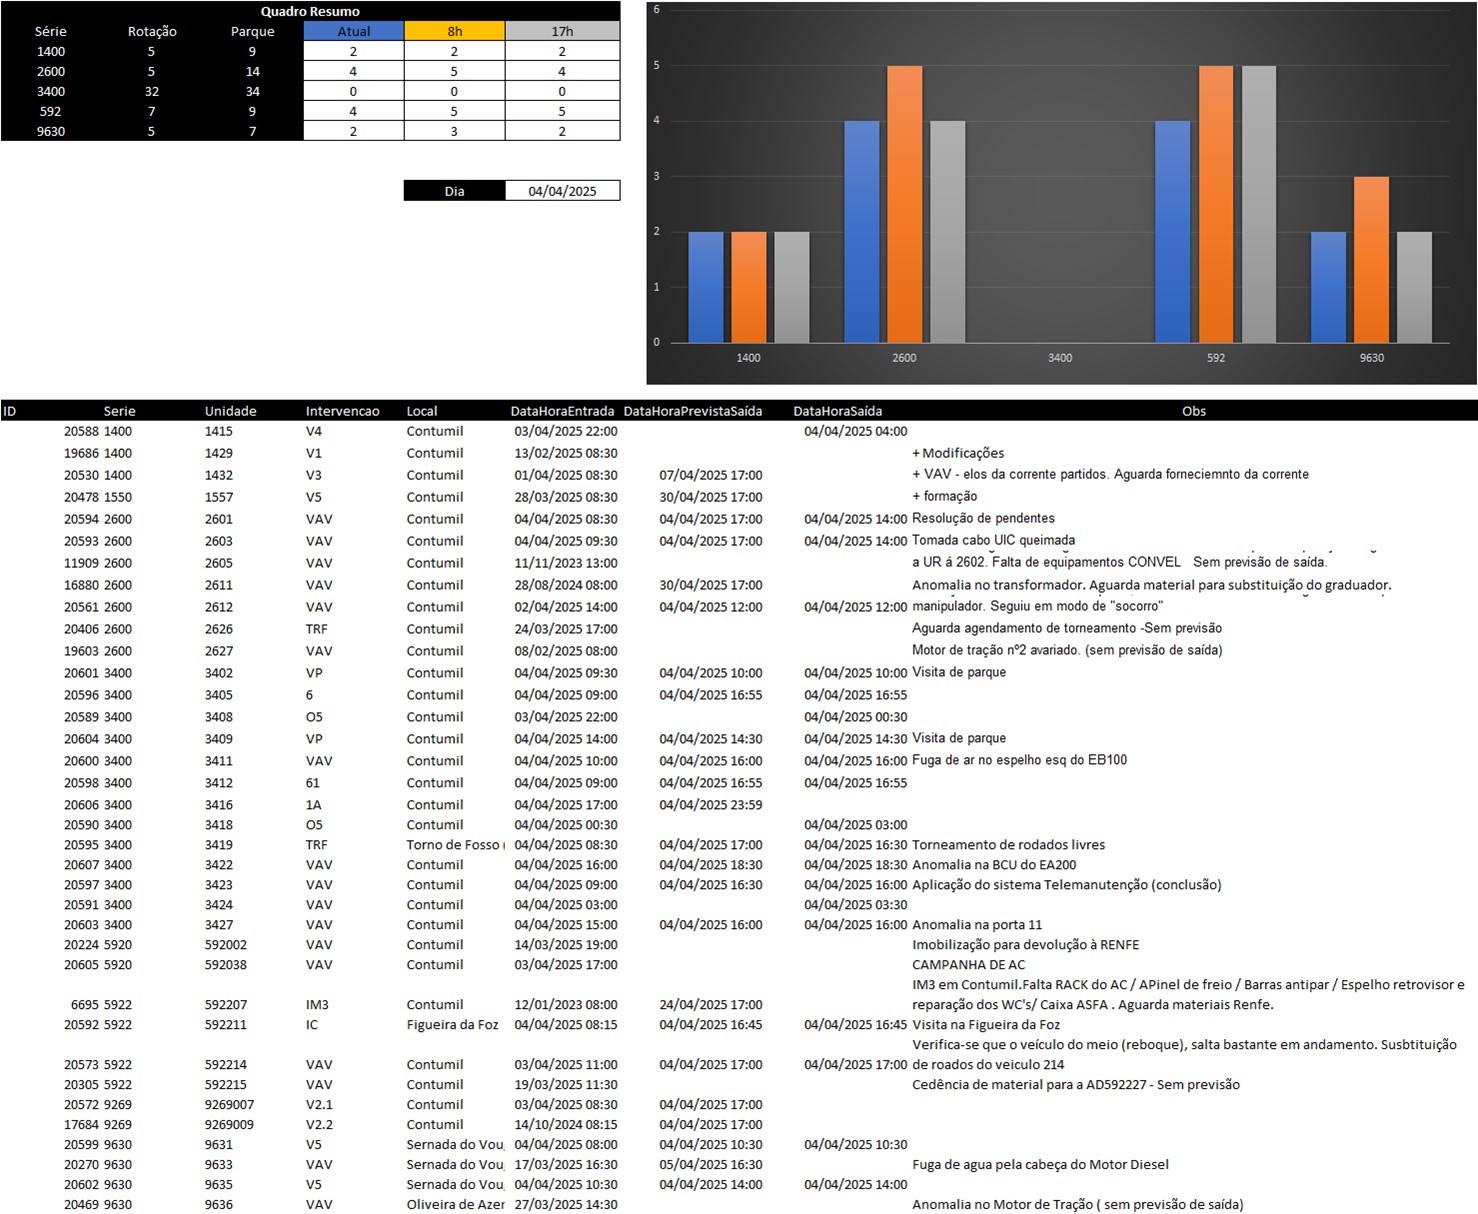 Quadro Resumo
Série Rotação Parque Atual 8h 17h
1400 5 9 2 2 2
2600 5 14 4 5 4
3400 32 34 0 0 0
592 7 9 4 5 5
9630 5 7 2 3 2
Dia 04/04/2025
6
5
4
3
2
1
0
1400 2600 3400 592 9630
ID Serie Unidade Intervencao Local DataHoraEntrada DataHoraPrevistaSaída DataHoraSaída Obs
20588 1400 1415 V4 Contumil 03/04/2025 22:00 04/04/2025 04:00
19686 1400 1429 V1 Contumil 13/02/2025 08:30 + Modificações
20530 1400 1432 V3 Contumil 01/04/2025 08:30 07/04/2025 17:00 + VAV - elos da corrente partidos. Aguarda forneciemnto da corrente
20478 1550 1557 V5 Contumil 28/03/2025 08:30 30/04/2025 17:00 + formação
20594 2600 2601 VAV Contumil 04/04/2025 08:30 04/04/2025 17:00 04/04/2025 14:00 Resolução de pendentes
20593 2600 2603 VAV Contumil 04/04/2025 09:30 04/04/2025 17:00 04/04/2025 14:00 Tomada cabo UIC queimada
11909 2600 2605 VAV Contumil 11/11/2023 13:00 a UR á 2602. Falta de equipamentos CONVEL Sem previsão de saída.
16880 2600 2611 VAV Contumil 28/08/2024 08:00 30/04/2025 17:00 Anomalia no transformador. Aguarda material para substituição do graduador.
20561 2600 2612 VAV Contumil 02/04/2025 14:00 04/04/2025 12:00 04/04/2025 12:00 manipulador. Seguiu em modo de "socorro"
20406 2600 2626 TRF Contumil 24/03/2025 17:00 Aguarda agendamento de torneamento -Sem previsão
19603 2600 2627 VAV Contumil 08/02/2025 08:00 Motor de tração nº2 avariado. (sem previsão de saída)
20601 3400 3402 VP Contumil 04/04/2025 09:30 04/04/2025 10:00 04/04/2025 10:00 Visita de parque
20596 3400 3405 6 Contumil 04/04/2025 09:00 04/04/2025 16:55 04/04/2025 16:55
20589 3400 3408 O5 Contumil 03/04/2025 22:00 04/04/2025 00:30
20604 3400 3409 VP Contumil 04/04/2025 14:00 04/04/2025 14:30 04/04/2025 14:30 Visita de parque
20600 3400 3411 VAV Contumil 04/04/2025 10:00 04/04/2025 16:00 04/04/2025 16:00 Fuga de ar no espelho esq do EB100
20598 3400 3412 61 Contumil 04/04/2025 09:00 04/04/2025 16:55 04/04/2025 16:55
20606 3400 3416 1A Contumil 04/04/2025 17:00 04/04/2025 23:59
20590 3400 3418 O5 Contumil 04/04/2025 00:30 04/04/2025 03:00
20595 3400 3419 TRF Torno de Fosso ( 04/04/2025 08:30 04/04/2025 17:00 04/04/2025 16:30 Torneamento de rodados livres
20607 3400 3422 VAV Contumil 04/04/2025 16:00 04/04/2025 18:30 04/04/2025 18:30 Anomalia na BCU do EA200
20597 3400 3423 VAV Contumil 04/04/2025 09:00 04/04/2025 16:30 04/04/2025 16:00 Aplicação do sistema Telemanutenção (conclusão)
20591 3400 3424 VAV Contumil 04/04/2025 03:00 04/04/2025 03:30
20603 3400 3427 VAV Contumil 04/04/2025 15:00 04/04/2025 16:00 04/04/2025 16:00 Anomalia na porta 11
20224 5920 592002 VAV Contumil 14/03/2025 19:00 Imobilização para devolução à RENFE
20605 5920 592038 VAV Contumil 03/04/2025 17:00 CAMPANHA DE AC
IM3 em Contumil.Falta RACK do AC / APinel de freio / Barras antipar / Espelho retrovisor e
6695 5922 592207 IM3 Contumil 12/01/2023 08:00 24/04/2025 17:00 reparação dos WC's/ Caixa ASFA . Aguarda materiais Renfe.
20592 5922 592211 IC Figueira da Foz 04/04/2025 08:15 04/04/2025 16:45 04/04/2025 16:45 Visita na Figueira da Foz
Verifica-se que o veículo do meio (reboque), salta bastante em andamento. Susbtituição
20573 5922 592214 VAV Contumil 03/04/2025 11:00 04/04/2025 17:00 04/04/2025 17:00 de roados do veiculo 214
20305 5922 592215 VAV Contumil 19/03/2025 11:30 Cedência de material para a AD592227 - Sem previsão
20572 9269 9269007 V2.1 Contumil 03/04/2025 08:30 04/04/2025 17:00
17684 9269 9269009 V2.2 Contumil 14/10/2024 08:15 04/04/2025 17:00
20599 9630 9631 V5 Sernada do Vou 04/04/2025 08:00 04/04/2025 10:30 04/04/2025 10:30
20270 9630 9633 VAV Sernada do Vou 17/03/2025 16:30 05/04/2025 16:30 Fuga de agua pela cabeça do Motor Diesel
20602 9630 9635 V5 Sernada do Vou 04/04/2025 10:30 04/04/2025 14:00 04/04/2025 14:00
20469 9630 9636 VAV Oliveira de Azer 27/03/2025 14:30 Anomalia no Motor de Tração ( sem previsão de saída)